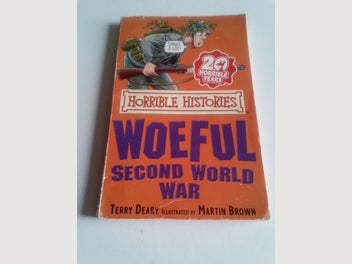 20
HORRIBLE
YEARS
HORRIBLE HISTORIES
WOEFUL
SECOND WORLD
WAR
TERRY DEARY ILLUSTRATED BY MARTIN BROWN